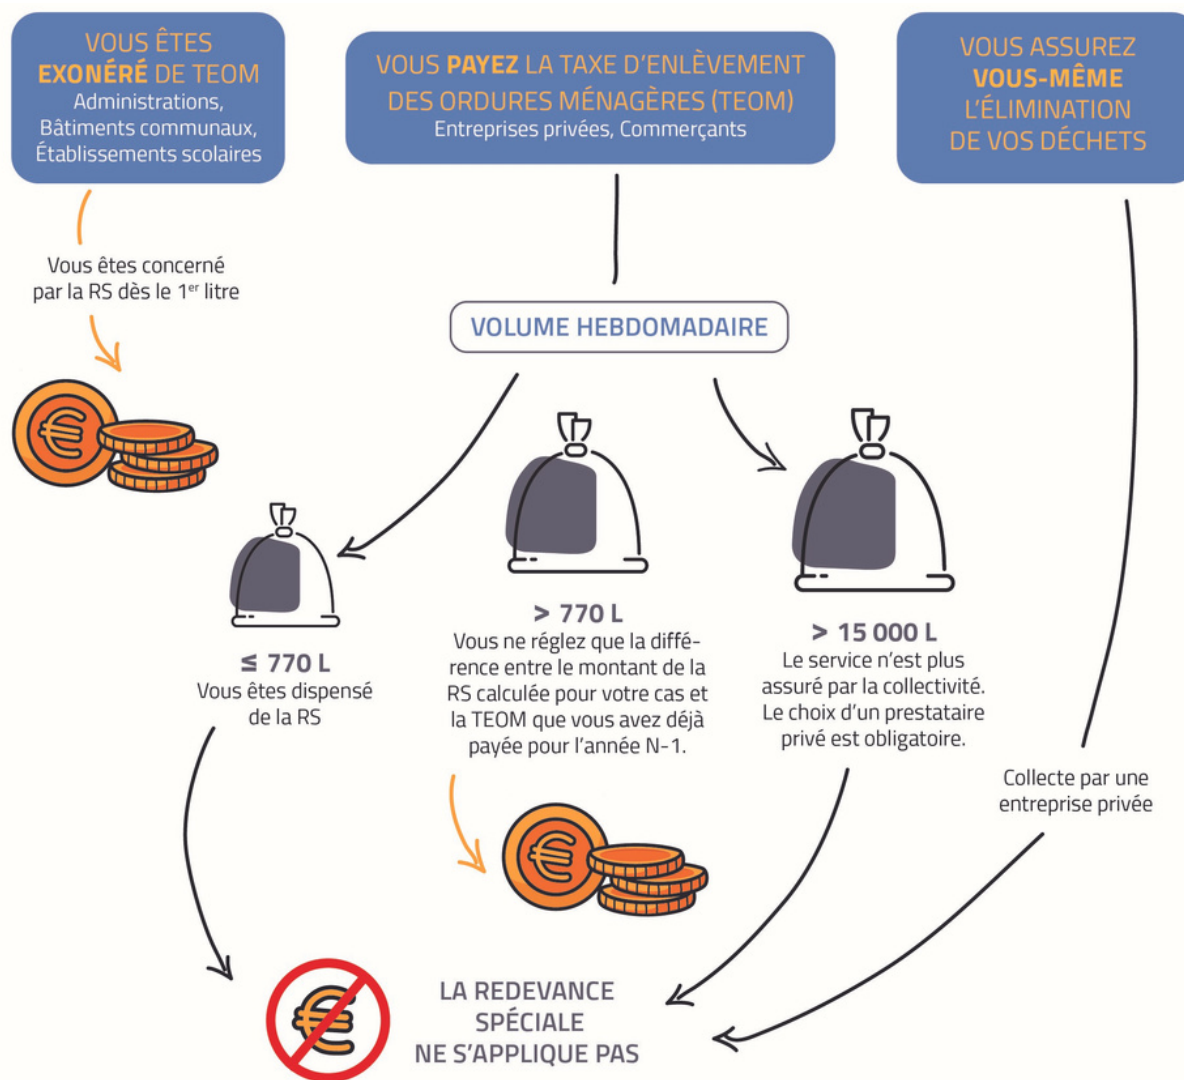 VOUS ÊTES
EXONÉRÉ DE TEOM
Administrations,
Bâtiments communaux,
Établissements scolaires
Vous êtes concerné
par la RS dès le 1er litre
VOUS PAYEZ LA TAXE D'ENLÈVEMENT
DES ORDURES MÉNAGÈRES (TEOM)
Entreprises privées, Commerçants
VOLUME HEBDOMADAIRE
≤ 770 L
Vous êtes dispensé
de la RS
> 770 L
Vous ne réglez que la diffé-
rence entre le montant de la
RS calculée pour votre cas et
la TEOM que vous avez déjà
payée pour l'année N-1.
> 15 000 L
Le service n'est plus
assuré par la collectivité.
Le choix d'un prestataire
privé est obligatoire.
VOUS ASSUREZ
VOUS-MÊME
L'ÉLIMINATION
DE VOS DÉCHETS
Collecte par une
entreprise privée
LA REDEVANCE
SPÉCIALE
NE S'APPLIQUE PAS